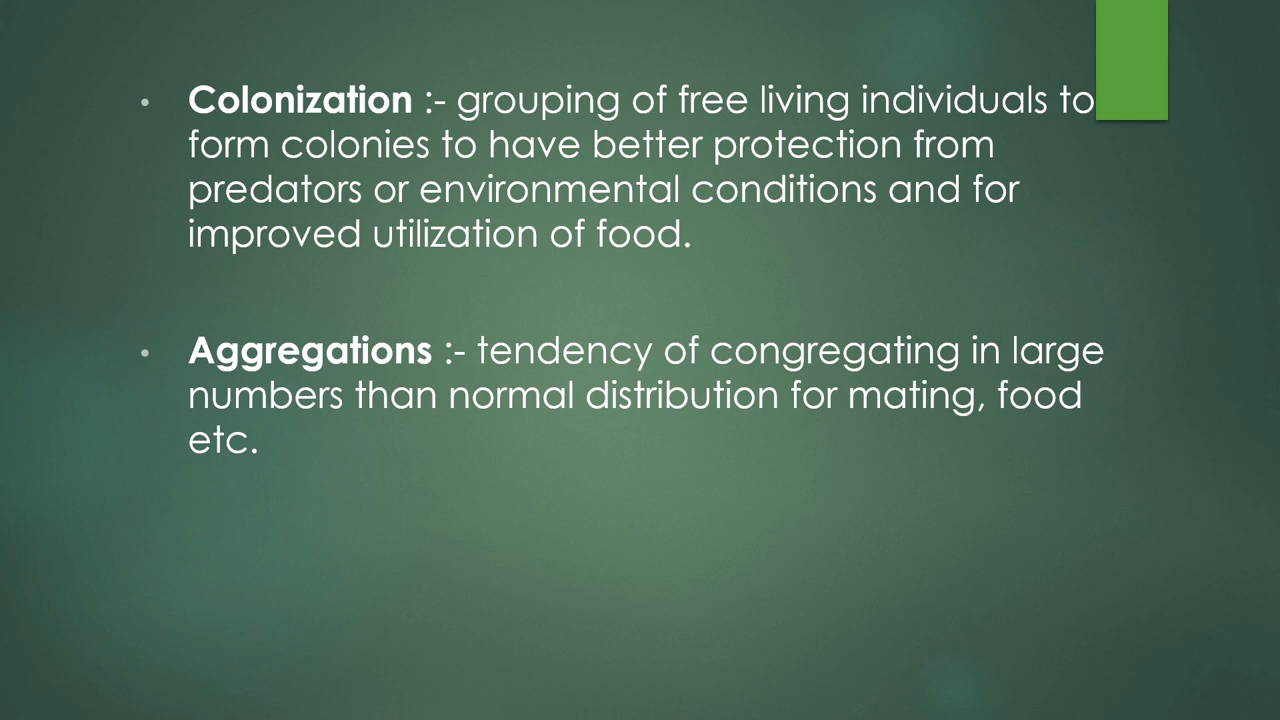 • Colonization :- grouping of free living individuals to
form colonies to have better protection from
predators or environmental conditions and for
improved utilization of food.
• Aggregations :- tendency of congregating in large
numbers than normal distribution for mating, food
etc.